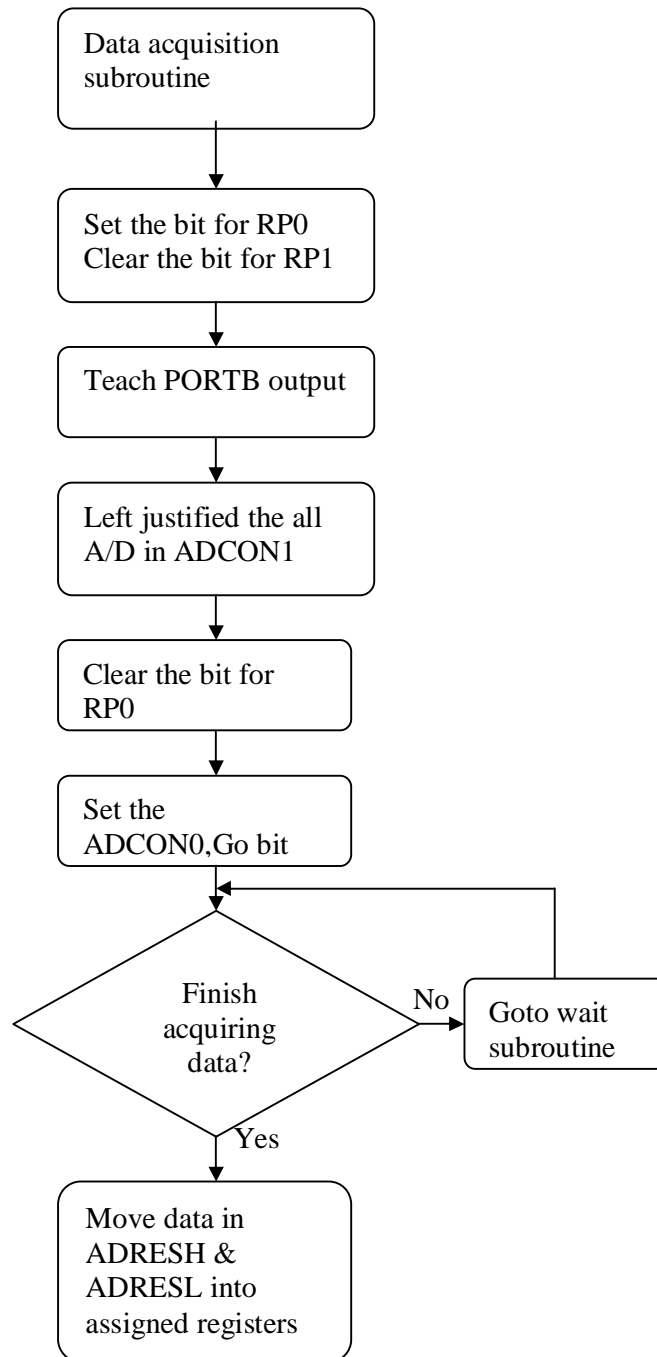 Data acquisition
subroutine
Set the bit for RP0
Clear the bit for RP1
Teach PORTB output
Left justified the all
A/D in ADCON1
Clear the bit for
RP0
Set the
ADCON0,Go bit
Finish
acquiring
data?
No
Goto wait
subroutine
Yes
Move data in
ADRESH &
ADRESL into
assigned registers